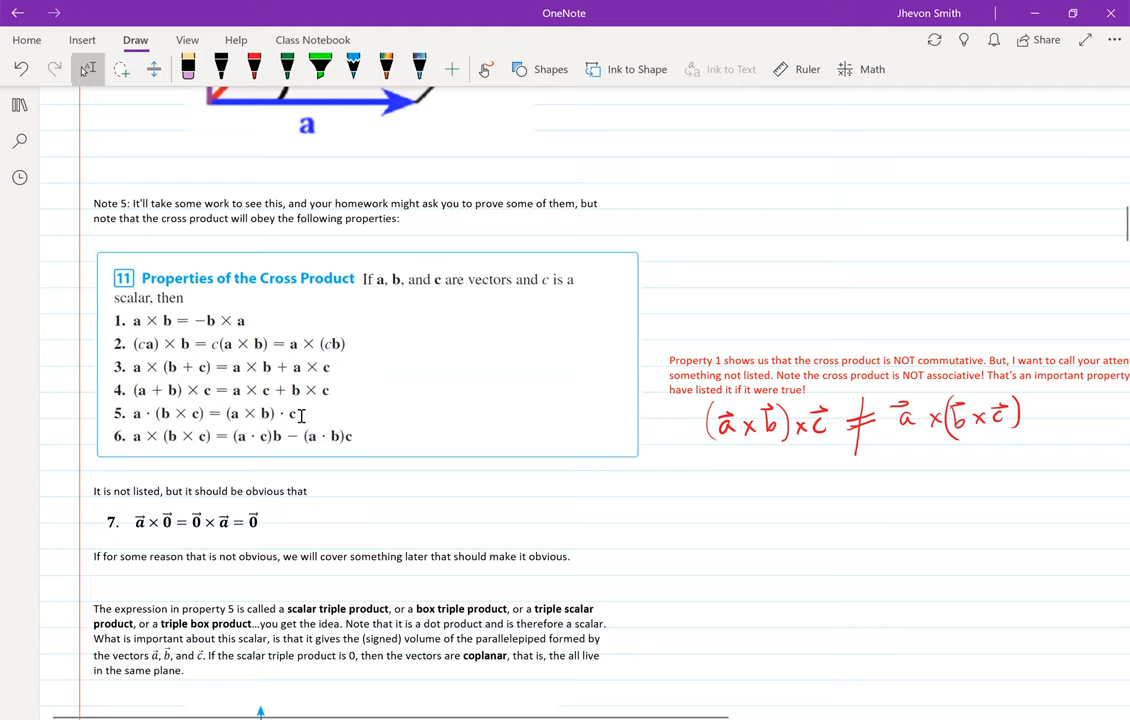 OneNote
Jhevon Smith
Home Insert Draw View Help Class Notebook
Share
Shapes Ink to Shape Ink to Text Ruler Math
a
Note 5: It'll take some work to see this, and your homework might ask you to prove some of them, but
note that the cross product will obey the following properties:
11 Properties of the Cross Product If a, b, and c are vectors and c is a
scalar, then
1. a × b = −b × a
2. (ca) × b = c(a × b) = a × (cb)
3. a × (b + c) = a × b + a × c
4. (a + b) × c = a × c + b × c
5. a · (b × c) = (a × b) · c
6. a × (b × c) = (a · c)b − (a · b)c
Property 1 shows us that the cross product is NOT commutative. But, I want to call your atten
something not listed. Note the cross product is NOT associative! That's an important property
have listed it if it were true!
(a⃗ × b⃗) × c⃗ ≠ a⃗ × (b⃗ × c⃗)
It is not listed, but it should be obvious that
7. a⃗ × 0⃗ = 0⃗ × a⃗ = 0⃗
If for some reason that is not obvious, we will cover something later that should make it obvious.
The expression in property 5 is called a scalar triple product, or a box triple product, or a triple scalar
product, or a triple box product...you get the idea. Note that it is a dot product and is therefore a scalar.
What is important about this scalar, is that it gives the (signed) volume of the parallelepiped formed by
the vectors a⃗, b⃗, and c⃗. If the scalar triple product is 0, then the vectors are coplanar, that is, the all live
in the same plane.